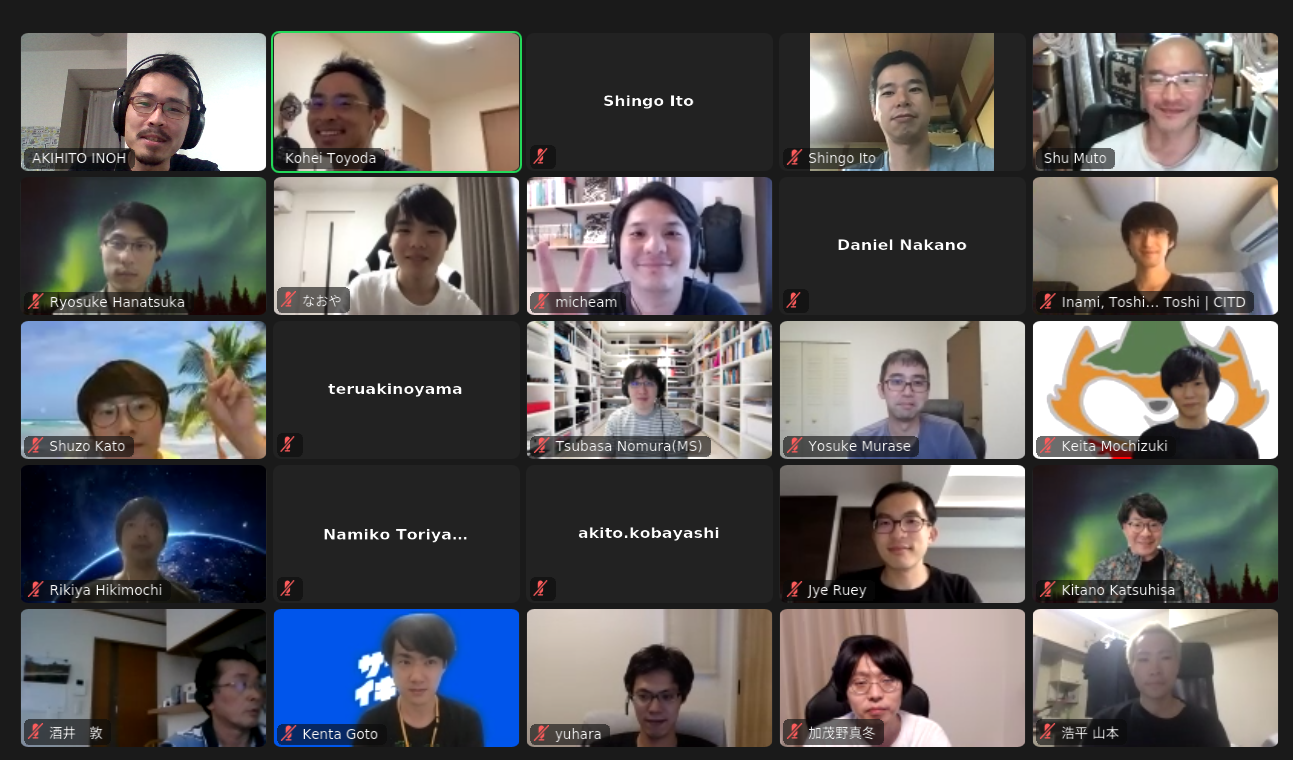 AKIHITO INOH
Kohei Toyoda
Shingo Ito
Shingo Ito
Shu Muto
Ryosuke Hanatsuka
なおや
micheam
Daniel Nakano
Inami, Toshi... Toshi | CITD
Shuzo Kato
teruakinoyama
Tsubasa Nomura(MS)
Yosuke Murase
Keita Mochizuki
Rikiya Hikimochi
Namiko Toriya...
akito.kobayashi
Jye Ruey
Kitano Katsuhisa
酒井　敦
Kenta Goto
yuhara
加茂野真冬
浩平 山本